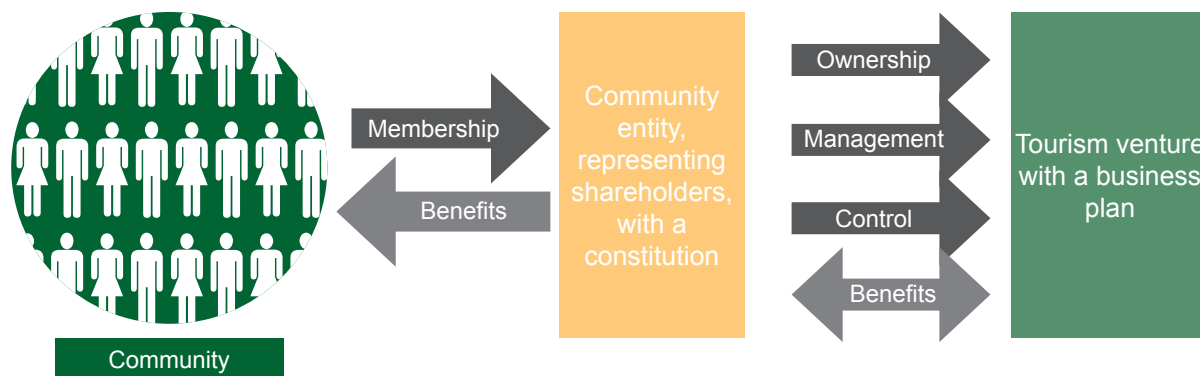 Community
Membership
Benefits
Community
entity,
representing
shareholders,
with a
constitution
Ownership
Management
Control
Benefits
Tourism venture
with a business
plan